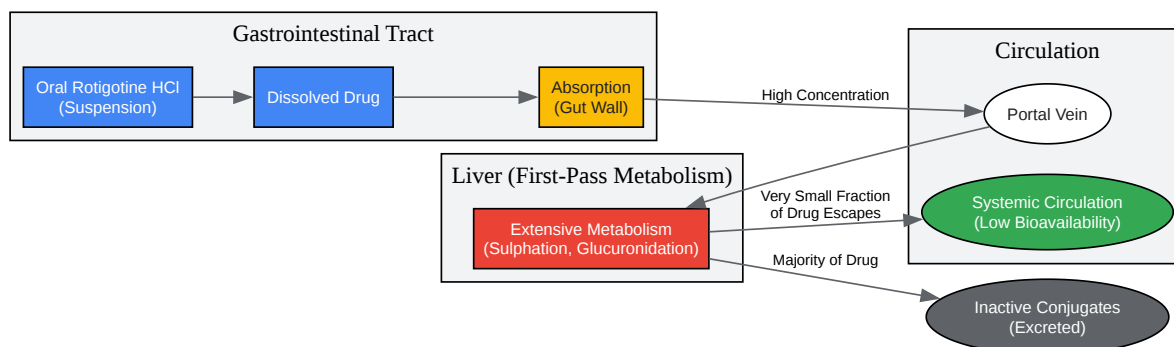 Gastrointestinal Tract
Oral Rotigotine HCl
(Suspension)
Dissolved Drug
Absorption
(Gut Wall)
High Concentration
Circulation
Portal Vein
Liver (First-Pass Metabolism)
Extensive Metabolism
(Sulphation, Glucuronidation)
Very Small Fraction
of Drug Escapes
Systemic Circulation
(Low Bioavailability)
Majority of Drug
Inactive Conjugates
(Excreted)